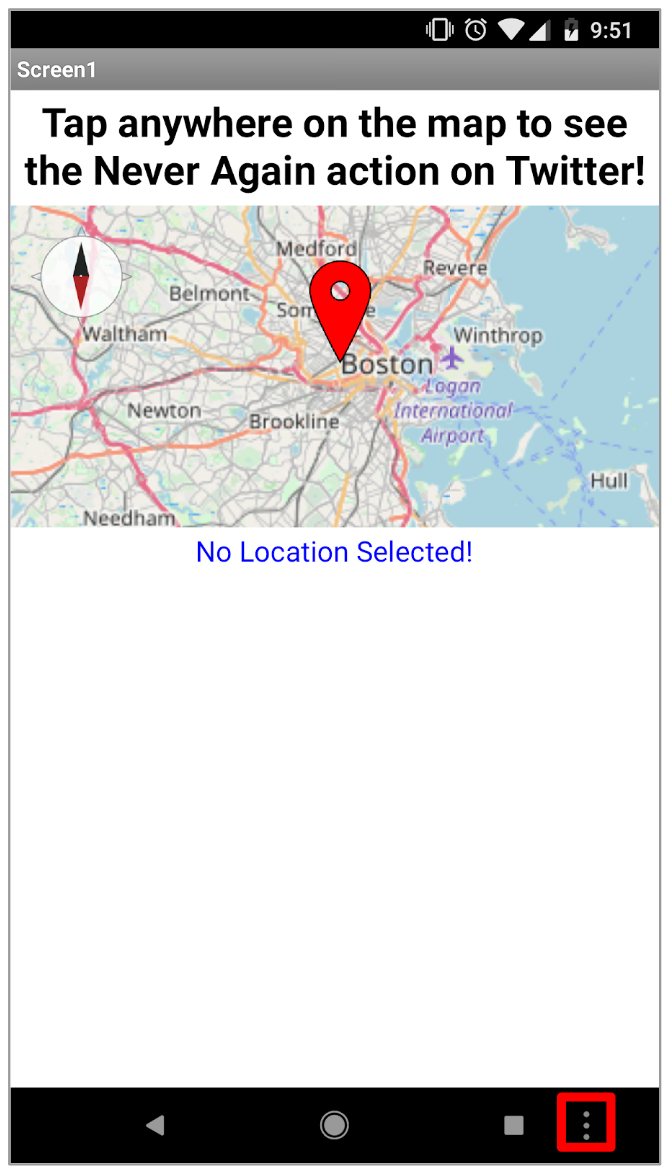 9:51
Screen1
Tap anywhere on the map to see
the Never Again action on Twitter!
Medford
Revere
Belmont
Som e
Winthrop
Waltham
Boston
Logan
International
Airport
Newton
Brookline
Hull
Needham
No Location Selected!